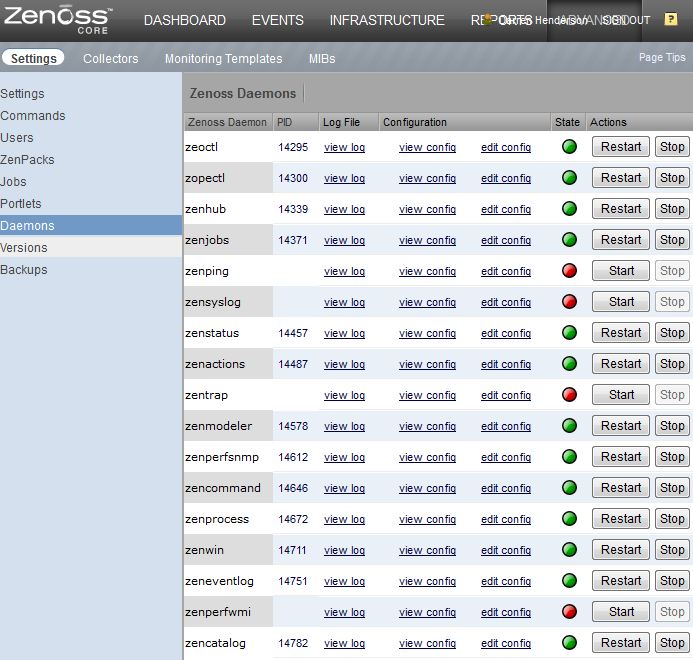 Zenoss CORE DASHBOARD EVENTS INFRASTRUCTURE REPORTS ADVANCED Henderson SIGN OUT ?
Settings Collectors Monitoring Templates MIBs Page Tips
Settings
Commands
Users
ZenPacks
Jobs
Portlets
Daemons
Versions
Backups
Zenoss Daemons
Zenoss Daemon PID Log File Configuration State Actions
zeoctl 14295 view log view config edit config Restart Stop
zopectl 14300 view log view config edit config Restart Stop
zenhub 14339 view log view config edit config Restart Stop
zenjobs 14371 view log view config edit config Restart Stop
zenping view log view config edit config Start Stop
zensyslog view log view config edit config Start Stop
zenstatus 14457 view log view config edit config Restart Stop
zenactions 14487 view log view config edit config Restart Stop
zentrap view log view config edit config Start Stop
zenmodeler 14578 view log view config edit config Restart Stop
zenperfsnmp 14612 view log view config edit config Restart Stop
zencommand 14646 view log view config edit config Restart Stop
zenprocess 14672 view log view config edit config Restart Stop
zenwin 14711 view log view config edit config Restart Stop
zeneventlog 14751 view log view config edit config Restart Stop
zenperfwmi view log view config edit config Start Stop
zencatalog 14782 view log view config edit config Restart Stop